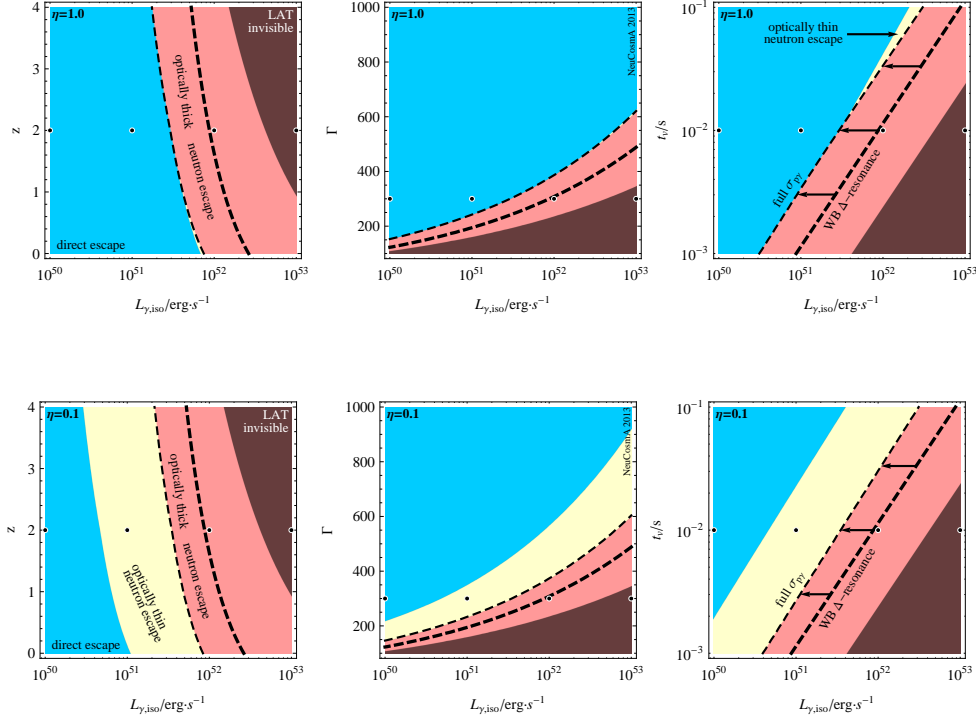 η=1.0
LAT
invisible
optically thick
neutron escape
direct escape
4
3
2
1
0
z
10^50
10^51
10^52
10^53
L_γ,iso/erg·s^−1
η=1.0
NeuCosmA 2013
1000
800
600
400
200
Γ
10^50
10^51
10^52
10^53
L_γ,iso/erg·s^−1
η=1.0
optically thin
neutron escape
full σ_pγ
WB Δ−resonance
10^−1
10^−2
10^−3
t_v/s
10^50
10^51
10^52
10^53
L_γ,iso/erg·s^−1
η=0.1
LAT
invisible
optically thick
neutron escape
optically thin
neutron escape
direct escape
4
3
2
1
0
z
10^50
10^51
10^52
10^53
L_γ,iso/erg·s^−1
η=0.1
NeuCosmA 2013
1000
800
600
400
200
Γ
10^50
10^51
10^52
10^53
L_γ,iso/erg·s^−1
η=0.1
full σ_pγ
WB Δ−resonance
10^−1
10^−2
10^−3
t_v/s
10^50
10^51
10^52
10^53
L_γ,iso/erg·s^−1